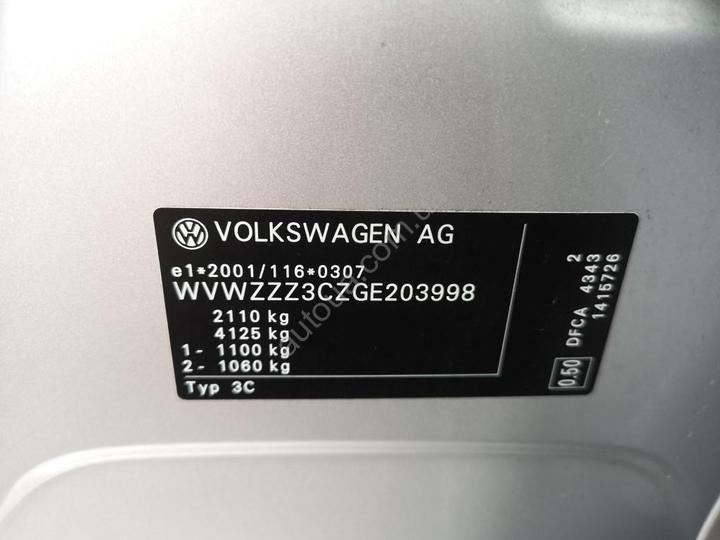 VOLKSWAGEN AG
e1*2001/116*0307
WVWZZZ3CZGE203998
2110 kg
4125 kg
1 - 1100 kg
2 - 1060 kg
Typ 3C
0.50 DFCA 4343 2
1415726